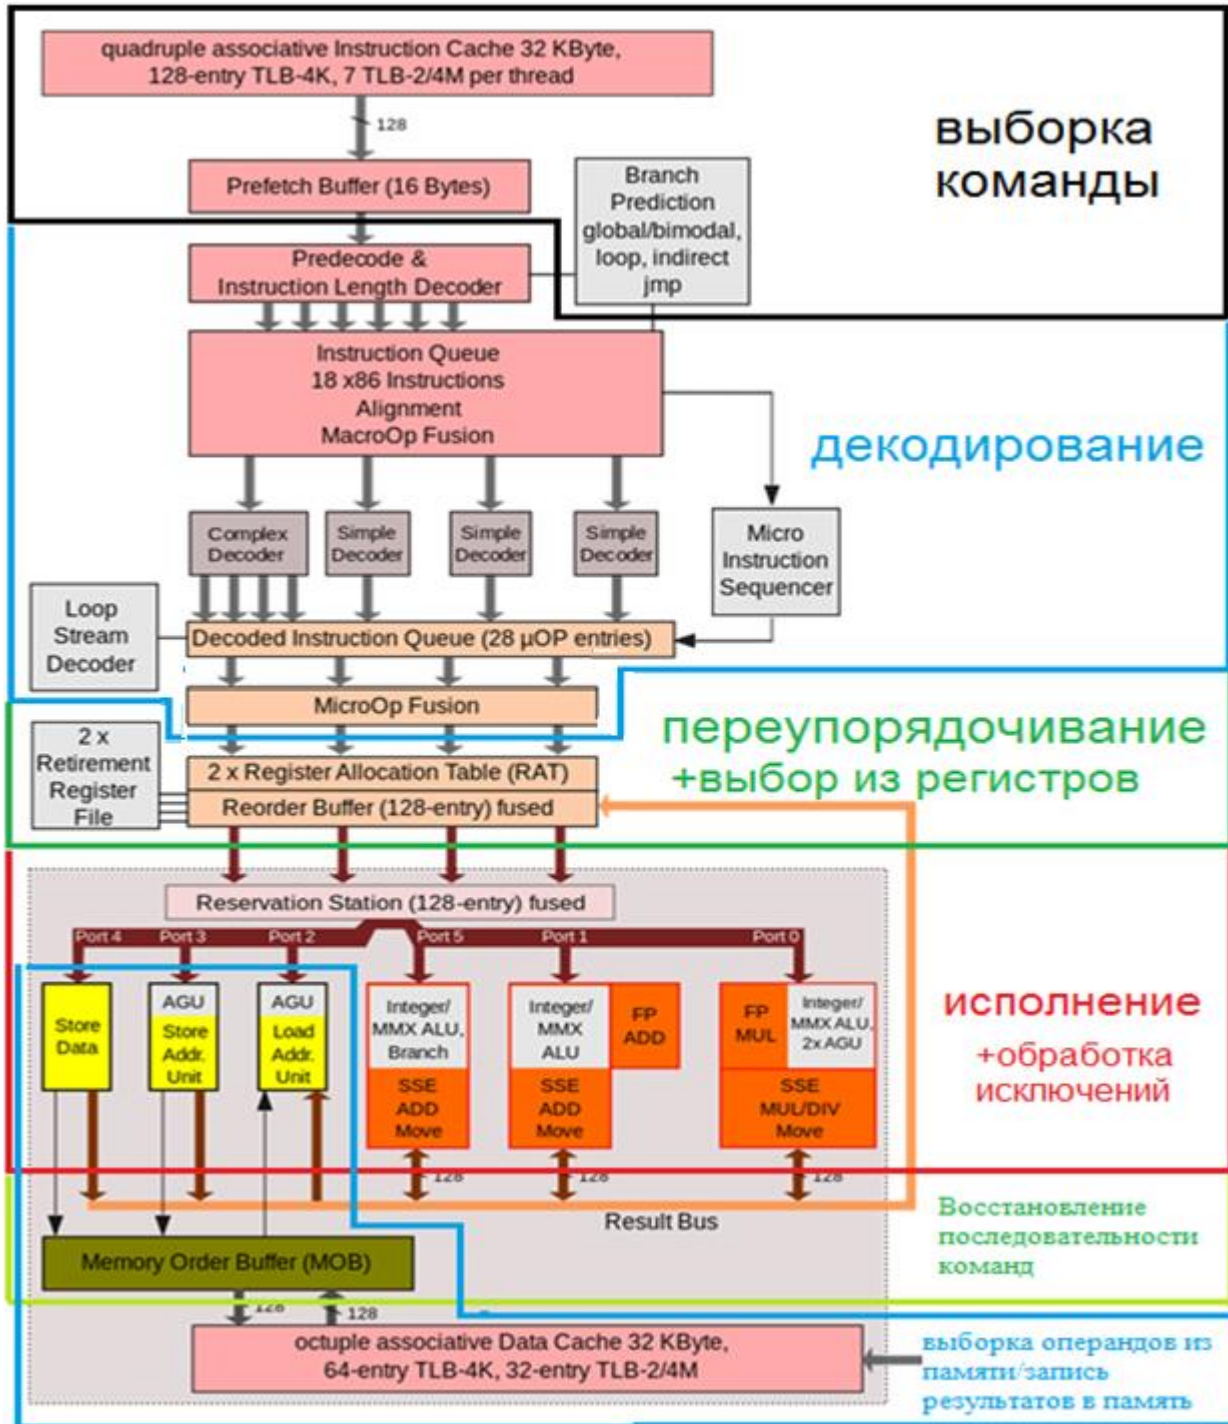 quadruple associative Instruction Cache 32 KByte,
128-entry TLB-4K, 7 TLB-2/4M per thread
128
выборка
команды
Prefetch Buffer (16 Bytes)
Branch
Prediction
global/bimodal,
loop, indirect
jmp
Predecode &
Instruction Length Decoder
Instruction Queue
18 x86 Instructions
Alignment
MacroOp Fusion
декодирование
Complex
Decoder
Simple
Decoder
Simple
Decoder
Simple
Decoder
Micro
Instruction
Sequencer
Loop
Stream
Decoder
Decoded Instruction Queue (28 µOP entries)
MicroOp Fusion
переупорядочивание
+выбор из регистров
2 x
Retirement
Register
File
2 x Register Allocation Table (RAT)
Reorder Buffer (128-entry) fused
Reservation Station (128-entry) fused
Port 4
Port 3
Port 2
Port 5
Port 1
Port 0
Store
Data
AGU
Store
Addr.
Unit
AGU
Load
Addr.
Unit
Integer/
MMX ALU,
Branch
SSE
ADD
Move
Integer/
MMX
ALU
FP
ADD
SSE
ADD
Move
FP
MUL
Integer/
MMX ALU,
2x AGU
SSE
MUL/DIV
Move
исполнение
+обработка
исключений
128
128
128
Result Bus
Восстановление
последовательности
команд
Memory Order Buffer (MOB)
128
128
octuple associative Data Cache 32 KByte,
64-entry TLB-4K, 32-entry TLB-2/4M
выборка операндов из
памяти/запись
результатов в память